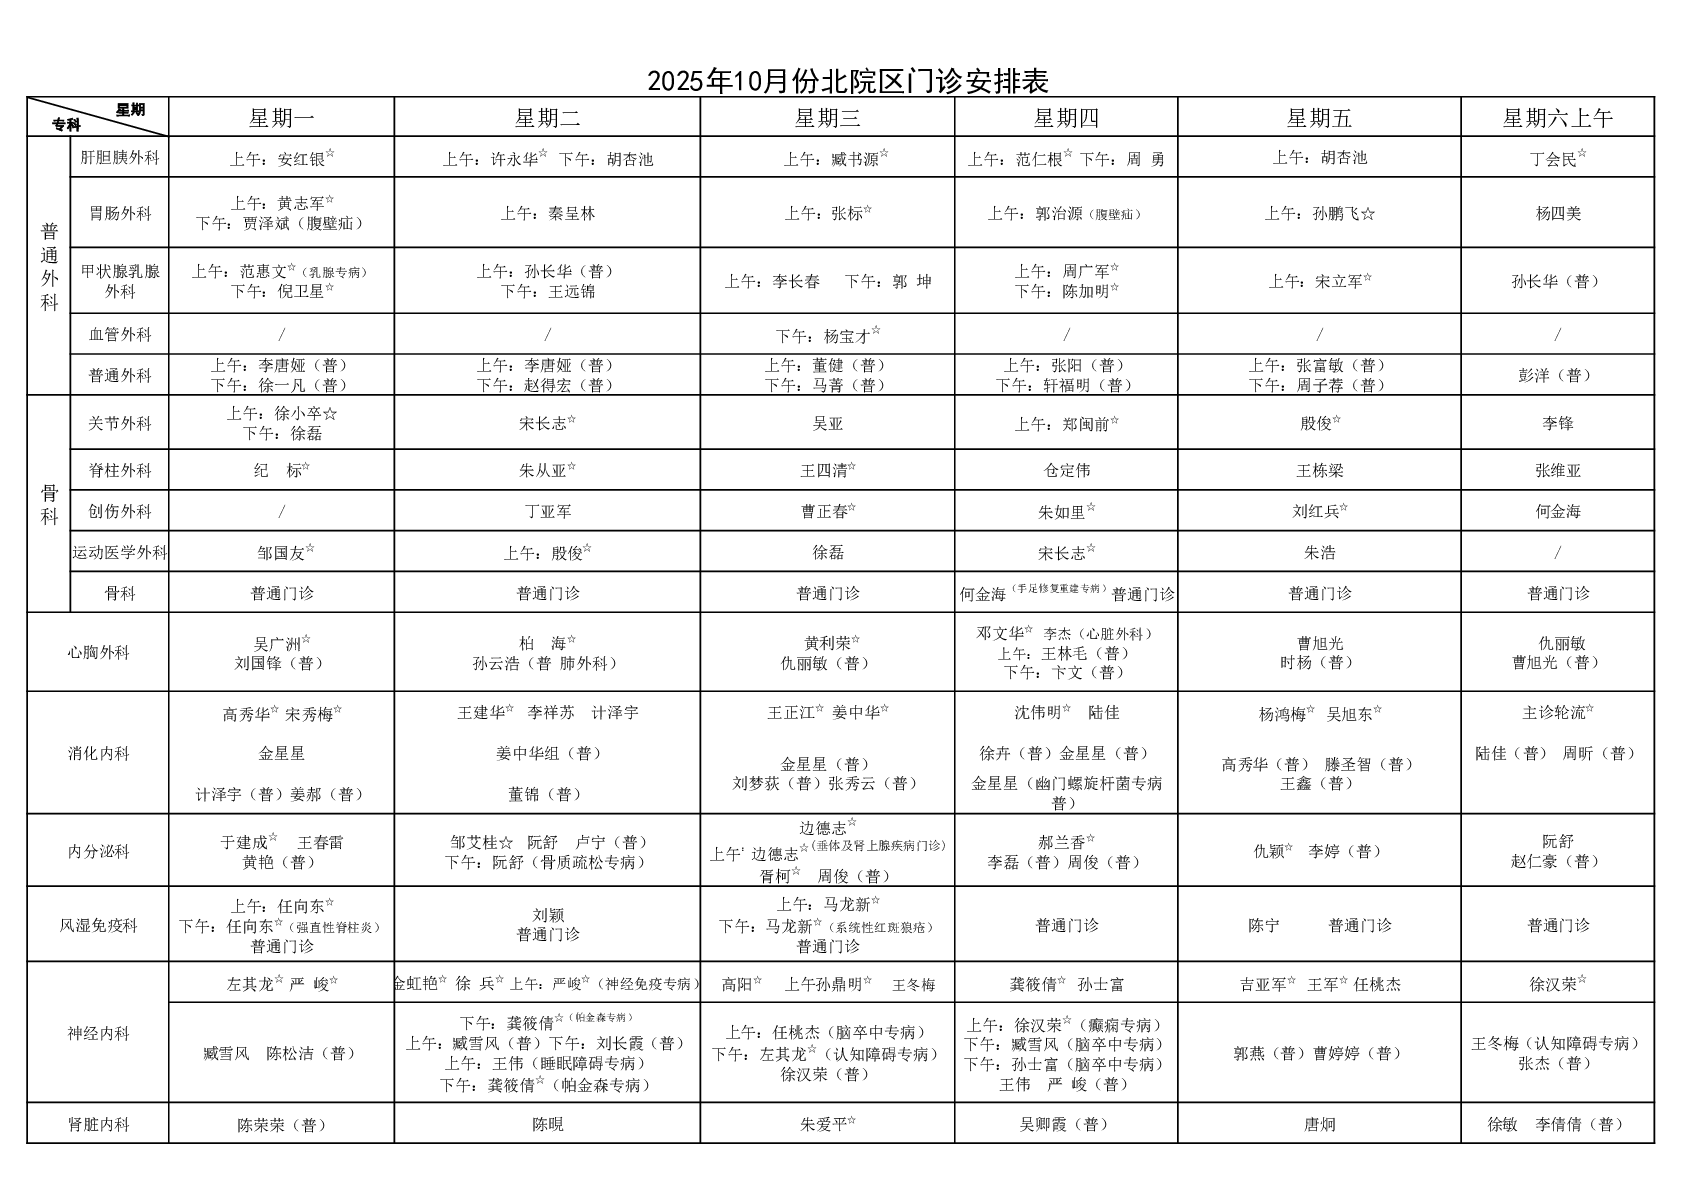 2025年10月份北院区门诊安排表
星期
专科
星期一 星期二 星期三 星期四 星期五 星期六上午
普通外科
肝胆胰外科 上午：安红银☆ 上午：许永华☆ 下午：胡杏池 上午：臧书源☆ 上午：范仁根☆ 下午：周 勇 上午：胡杏池 丁会民☆
胃肠外科 上午：黄志军☆ 上午：秦呈林 上午：张标☆ 上午：郭治源（腹壁疝） 上午：孙鹏飞☆ 杨四美
下午：贾泽斌（腹壁疝）
甲状腺乳腺 上午：范惠文☆（乳腺专病） 上午：孙长华（普） 上午：李长春 下午：郭 坤 上午：周广军☆ 上午：宋立军☆ 孙长华（普）
外科 下午：倪卫星☆ 下午：王远锦 下午：陈加明☆
血管外科 / / 下午：杨宝才☆ / / /
普通外科 上午：李唐娅（普） 上午：李唐娅（普） 上午：董健（普） 上午：张阳（普） 上午：张富敏（普） 彭洋（普）
下午：徐一凡（普） 下午：赵得宏（普） 下午：马菁（普） 下午：轩福明（普） 下午：周子荐（普）
骨科
关节外科 上午：徐小卒☆ 宋长志☆ 吴亚 上午：郑闽前☆ 殷俊☆ 李锋
下午：徐磊
脊柱外科 纪 标☆ 朱从亚☆ 王四清☆ 仓定伟 王栋梁 张维亚
创伤外科 / 丁亚军 曹正春☆ 朱如里☆ 刘红兵☆ 何金海
运动医学外科 邹国友☆ 上午：殷俊☆ 徐磊 宋长志☆ 朱浩 /
骨科 普通门诊 普通门诊 普通门诊 何金海（手足修复重建专病）普通门诊 普通门诊 普通门诊
心胸外科 吴广洲☆ 柏 海☆ 黄利荣☆ 邓文华☆ 李杰（心脏外科） 曹旭光 仇丽敏
刘国锋（普） 孙云浩（普 肺外科） 仇丽敏（普） 上午：王林毛（普） 时杨（普） 曹旭光（普）
下午：卞文（普）
消化内科 高秀华☆ 宋秀梅☆ 王建华☆ 李祥苏 计泽宇 王正江☆ 姜中华☆ 沈伟明☆ 陆佳 杨鸿梅☆ 吴旭东☆ 主诊轮流☆
金星星 姜中华组（普） 金星星（普） 徐卉（普）金星星（普） 高秀华（普） 滕圣智（普） 陆佳（普） 周昕（普）
计泽宇（普）姜郝（普） 董锦（普） 刘梦荻（普）张秀云（普） 金星星（幽门螺旋杆菌专病 王鑫（普）
普）
内分泌科 于建成☆ 王春雷 邹艾桂☆ 阮舒 卢宁（普） 边德志☆ 郝兰香☆ 仇颖☆ 李婷（普） 阮舒
黄艳（普） 下午：阮舒（骨质疏松专病） 上午：边德志☆（垂体及肾上腺疾病门诊） 李磊（普）周俊（普） 赵仁豪（普）
胥柯☆ 周俊（普）
风湿免疫科 上午：任向东☆ 刘颖 上午：马龙新☆ 普通门诊 陈宁 普通门诊 普通门诊
下午：任向东☆（强直性脊柱炎） 普通门诊 下午：马龙新☆（系统性红斑狼疮）
普通门诊 普通门诊
神经内科 左其龙☆ 严 峻☆ 金虹艳☆ 徐 兵☆ 上午：严峻☆（神经免疫专病） 高阳☆ 上午孙鼎明☆ 王冬梅 龚筱倩☆ 孙士富 吉亚军☆ 王军☆ 任桃杰 徐汉荣☆
臧雪风 陈松洁（普） 下午：龚筱倩☆（帕金森专病） 上午：任桃杰（脑卒中专病） 上午：徐汉荣☆（癫痫专病） 郭燕（普）曹婷婷（普） 王冬梅（认知障碍专病）
上午：臧雪风（普）下午：刘长霞（普） 下午：左其龙☆（认知障碍专病） 下午：臧雪风（脑卒中专病） 张杰（普）
上午：王伟（睡眠障碍专病） 徐汉荣（普） 下午：孙士富（脑卒中专病）
下午：龚筱倩☆（帕金森专病） 王伟 严 峻（普）
肾脏内科 陈荣荣（普） 陈晛 朱爱平☆ 吴卿霞（普） 唐炯 徐敏 李倩倩（普）